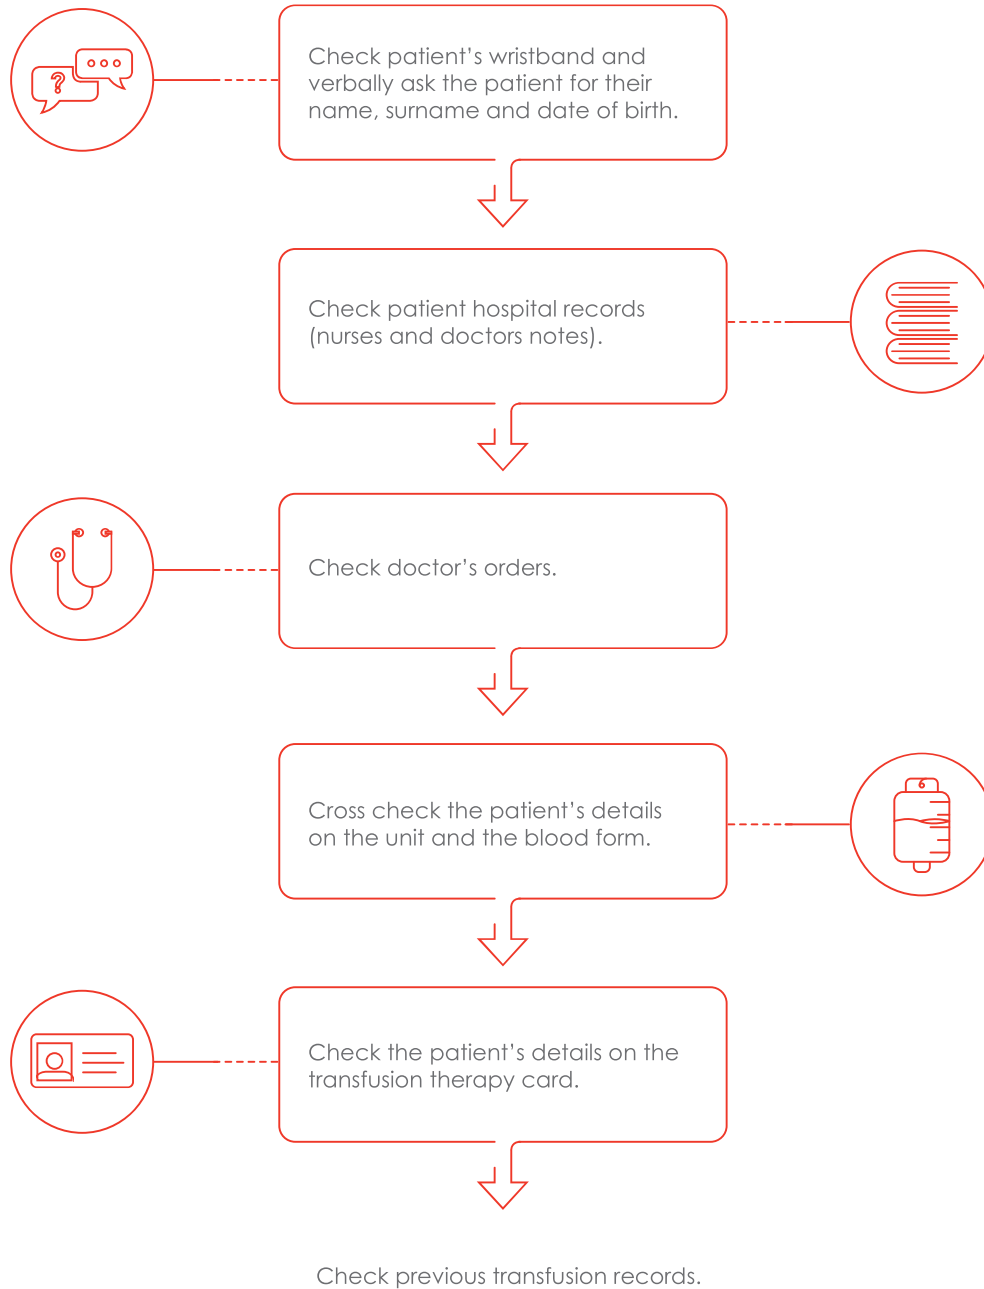 Check patient's wristband and
verbally ask the patient for their
name, surname and date of birth.
Check patient hospital records
(nurses and doctors notes).
Check doctor's orders.
Cross check the patient's details
on the unit and the blood form.
Check the patient's details on the
transfusion therapy card.
Check previous transfusion records.